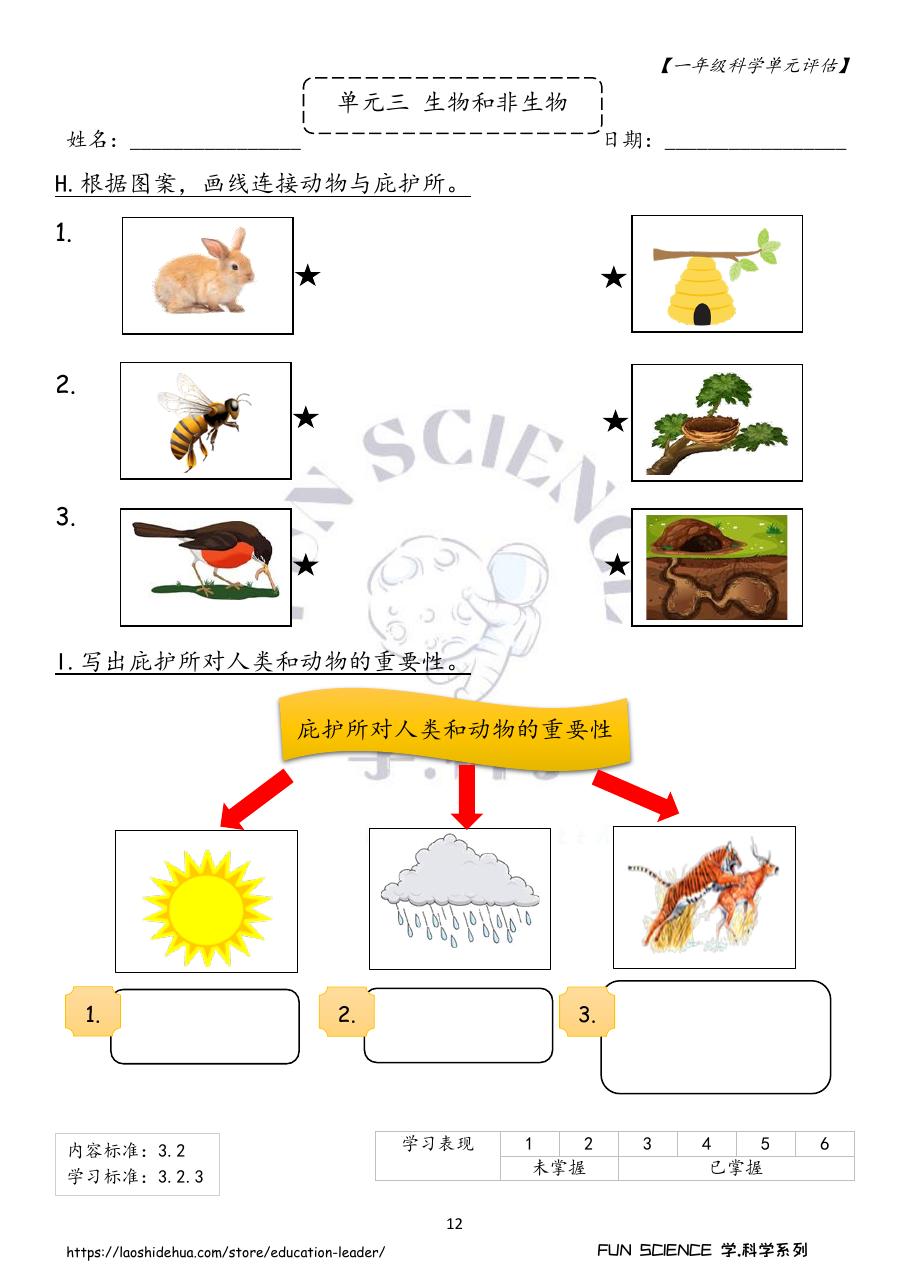 【一年级科学单元评估】
单元三 生物和非生物
姓名：________________ 日期：_________________
H.根据图案，画线连接动物与庇护所。
1.
2.
3.
FUN SCIENCE
I.写出庇护所对人类和动物的重要性。
庇护所对人类和动物的重要性
1. 2. 3.
内容标准：3.2
学习标准：3.2.3
学习表现 1 2 3 4 5 6
未掌握 已掌握
12
https://laoshidehua.com/store/education-leader/ FUN SCIENCE 学.科学系列